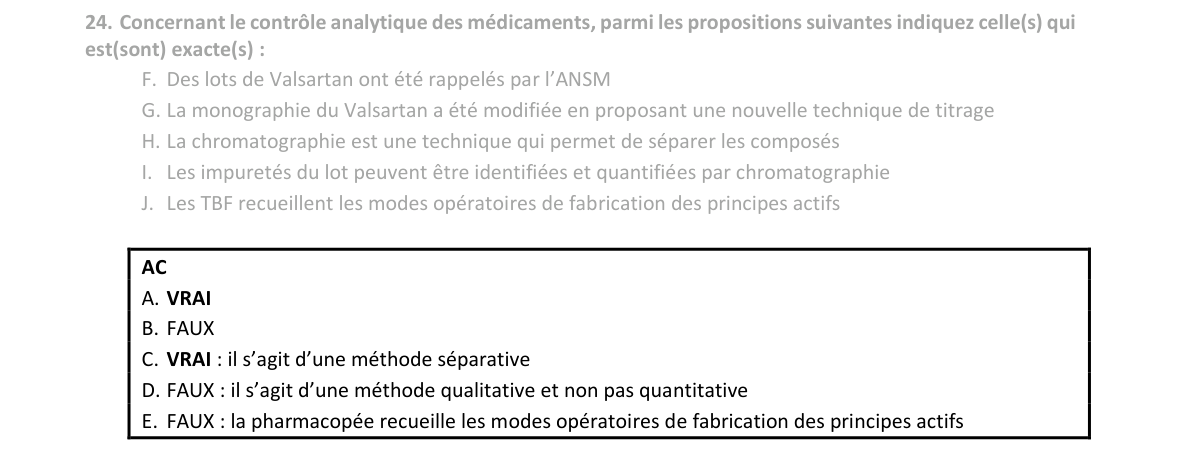 24. Concernant le contrôle analytique des médicaments, parmi les propositions suivantes indiquez celle(s) qui
est(sont) exacte(s) :
F. Des lots de Valsartan ont été rappelés par l’ANSM
G. La monographie du Valsartan a été modifiée en proposant une nouvelle technique de titrage
H. La chromatographie est une technique qui permet de séparer les composés
I. Les impuretés du lot peuvent être identifiées et quantifiées par chromatographie
J. Les TBF recueillent les modes opératoires de fabrication des principes actifs
AC
A. VRAI
B. FAUX
C. VRAI : il s’agit d’une méthode séparative
D. FAUX : il s’agit d’une méthode qualitative et non pas quantitative
E. FAUX : la pharmacopée recueille les modes opératoires de fabrication des principes actifs